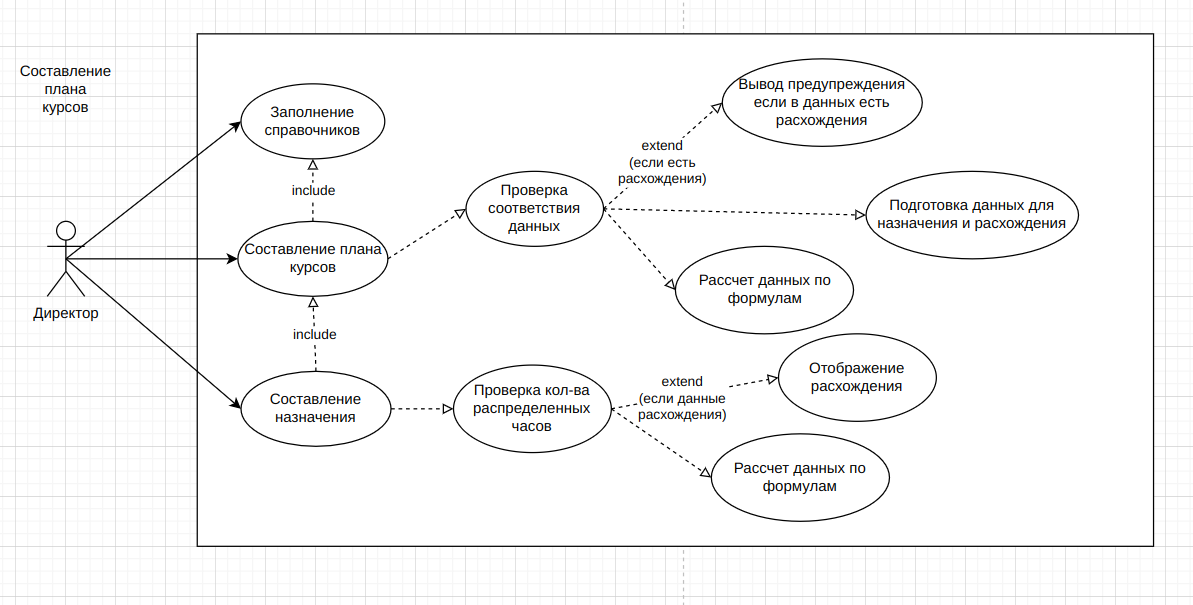 Составление
плана
курсов
Заполнение
справочников
include
Составление плана
курсов
include
Составление
назначения
Директор
Проверка
соответствия
данных
extend
(если есть
расхождения)
Вывод предупреждения
если в данных есть
расхождения
Подготовка данных для
назначения и расхождения
Рассчет данных по
формулам
Проверка кол-ва
распределенных
часов
extend
(если данные
расхождения)
Отображение
расхождения
Рассчет данных по
формулам